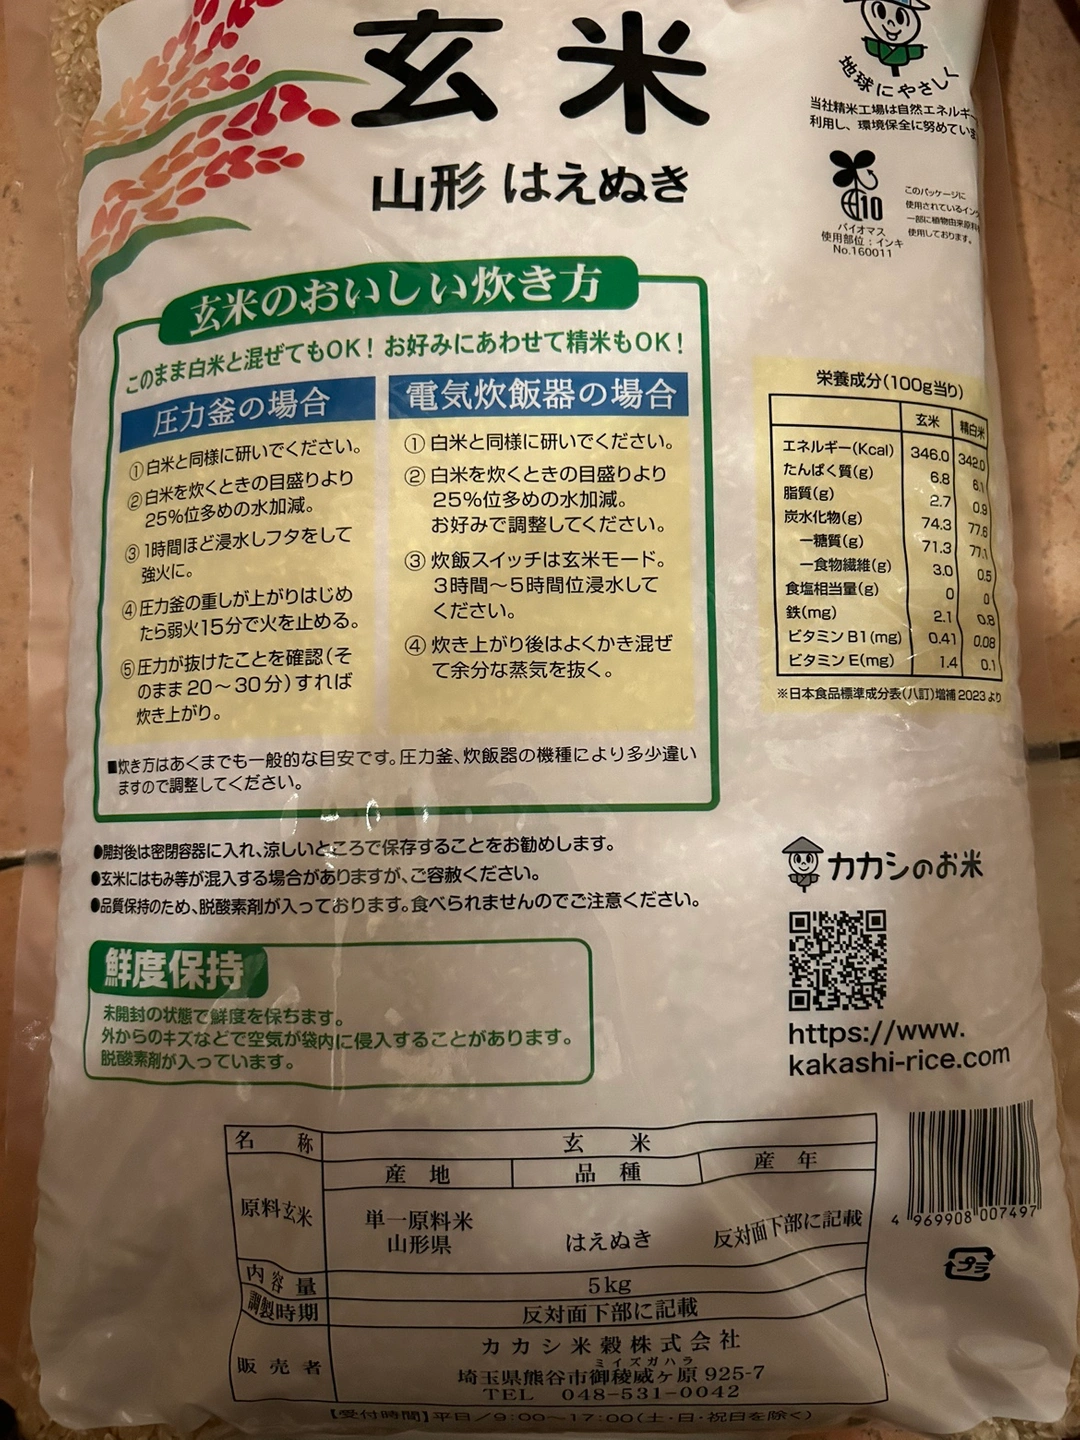 玄米
山形 はえぬき
地球にやさしく
当社精米工場は自然エネルギー
利用し、環境保全に努めていま
10
バイオマス
使用部位：インキ
No.160011
このパッケージに
使用されているイン
一部に植物由来原料
使用しております。
玄米のおいしい炊き方
このまま白米と混ぜてもOK！ お好みにあわせて精米もOK！
圧力釜の場合
①白米と同様に研いでください。
②白米を炊くときの目盛りより
25%位多めの水加減。
③1時間ほど浸水しフタをして
強火に。
④圧力釜の重しが上がりはじめ
たら弱火15分で火を止める。
⑤圧力が抜けたことを確認（そ
のまま20～30分）すれば
炊き上がり。
電気炊飯器の場合
①白米と同様に研いでください。
②白米を炊くときの目盛りより
25%位多めの水加減。
お好みで調整してください。
③炊飯スイッチは玄米モード。
3時間～5時間位浸水して
ください。
④炊き上がり後はよくかき混ぜ
て余分な蒸気を抜く。
■炊き方はあくまでも一般的な目安です。圧力釜、炊飯器の機種により多少違い
ますので調整してください。
栄養成分（100g当り）
玄米 精白米
エネルギー（Kcal） 346.0 342.0
たんぱく質（g） 6.8 6.1
脂質（g） 2.7 0.9
炭水化物（g） 74.3 77.6
―糖質（g） 71.3 77.1
―食物繊維（g） 3.0 0.5
食塩相当量（g） 0 0
鉄（mg） 2.1 0.8
ビタミン B1（mg） 0.41 0.08
ビタミン E（mg） 1.4 0.1
※日本食品標準成分表（八訂）増補2023より
●開封後は密閉容器に入れ、涼しいところで保存することをお勧めします。
●玄米にはもみ等が混入する場合がありますが、ご容赦ください。
●品質保持のため、脱酸素剤が入っております。食べられませんのでご注意ください。
カカシのお米
https://www.
kakashi-rice.com
鮮度保持
未開封の状態で鮮度を保ちます。
外からのキズなどで空気が袋内に侵入することがあります。
脱酸素剤が入っています。
名 称 玄 米
原料玄米 産 地 品 種 産 年
単一原料米
山形県 はえぬき 反対面下部に記載
内 容 量 5kg
調製時期 反対面下部に記載
販 売 者 カカシ米穀株式会社
ミイズガハラ
埼玉県熊谷市御稜威ヶ原925-7
TEL 048-531-0042
【受付時間】平日／9:00～17:00（土・日・祝日を除く）
4 969908 007497
プラ